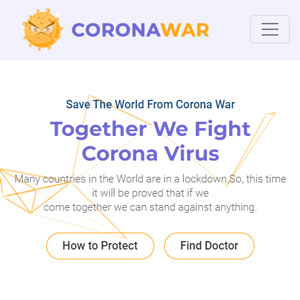 CORONAWAR
Save The World From Corona War
Together We Fight
Corona Virus
Many countries in the World are in a lockdown,So, this time
it will be proved that if we
come together we can stand against anything.
How to Protect
Find Doctor